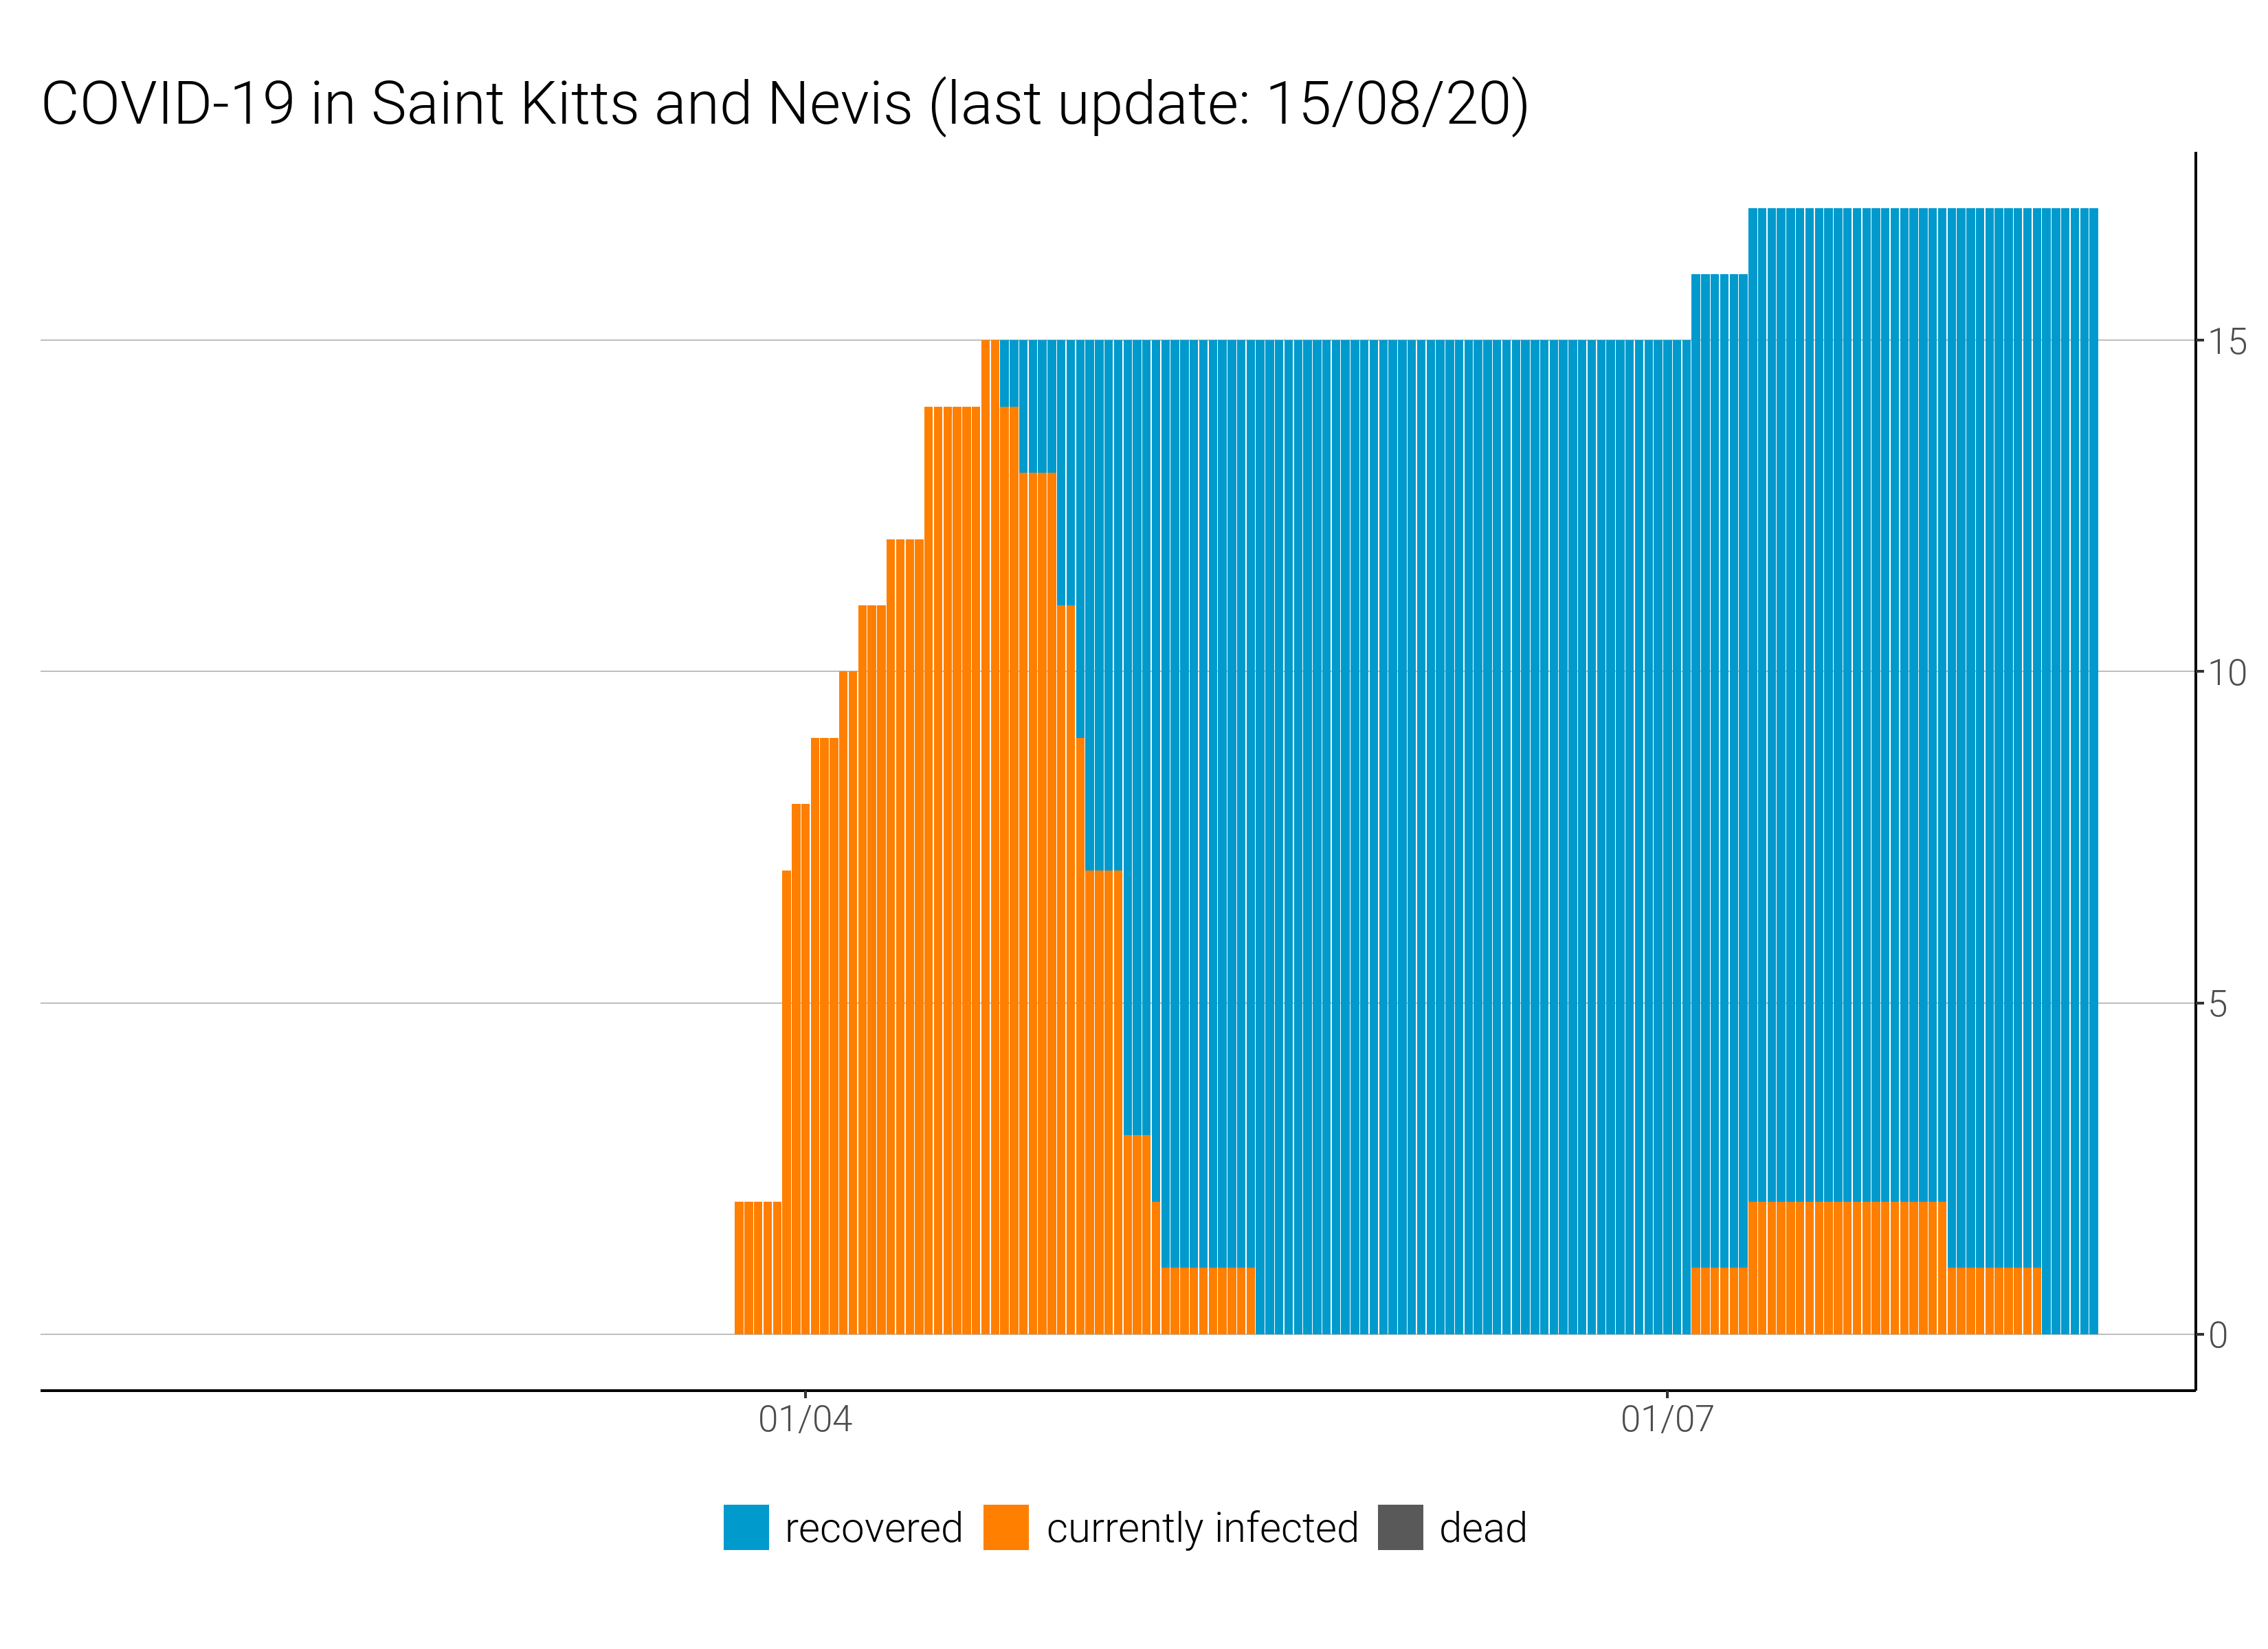 COVID-19 in Saint Kitts and Nevis (last update: 15/08/20)
15
10
5
0
01/04 01/07
recovered currently infected dead